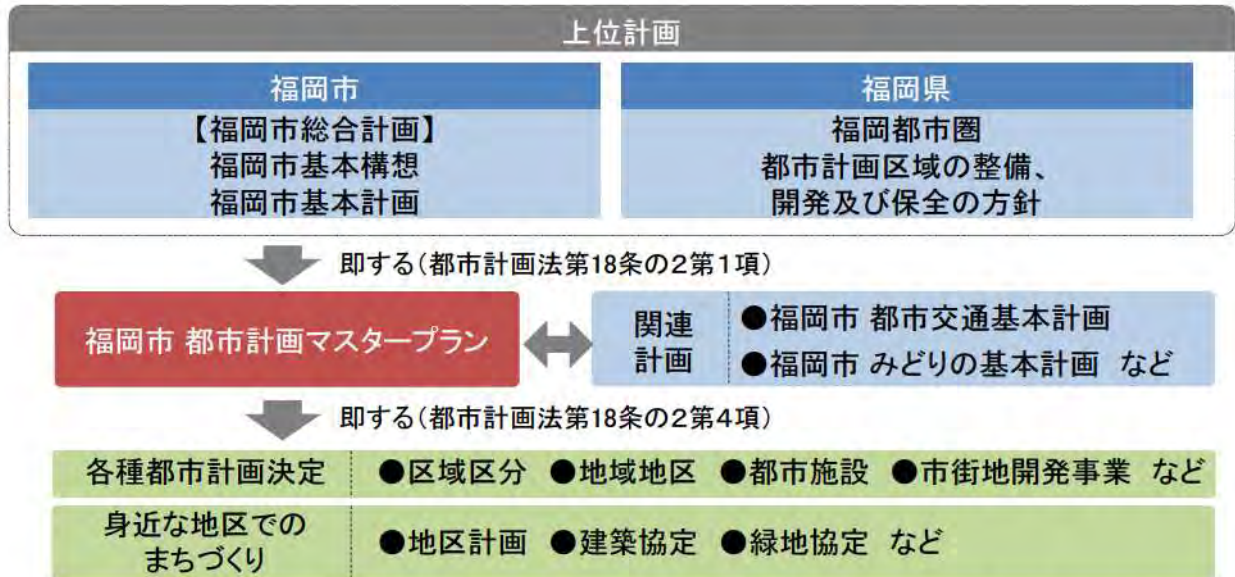 上位計画
福岡市
【福岡市総合計画】
福岡市基本構想
福岡市基本計画
福岡県
福岡都市圏
都市計画区域の整備、
開発及び保全の方針
即する(都市計画法第18条の2第1項)
福岡市 都市計画マスタープラン
関連
計画
●福岡市 都市交通基本計画
●福岡市 みどりの基本計画 など
即する(都市計画法第18条の2第4項)
各種都市計画決定
●区域区分 ●地域地区 ●都市施設 ●市街地開発事業 など
身近な地区での
まちづくり
●地区計画 ●建築協定 ●緑地協定 など